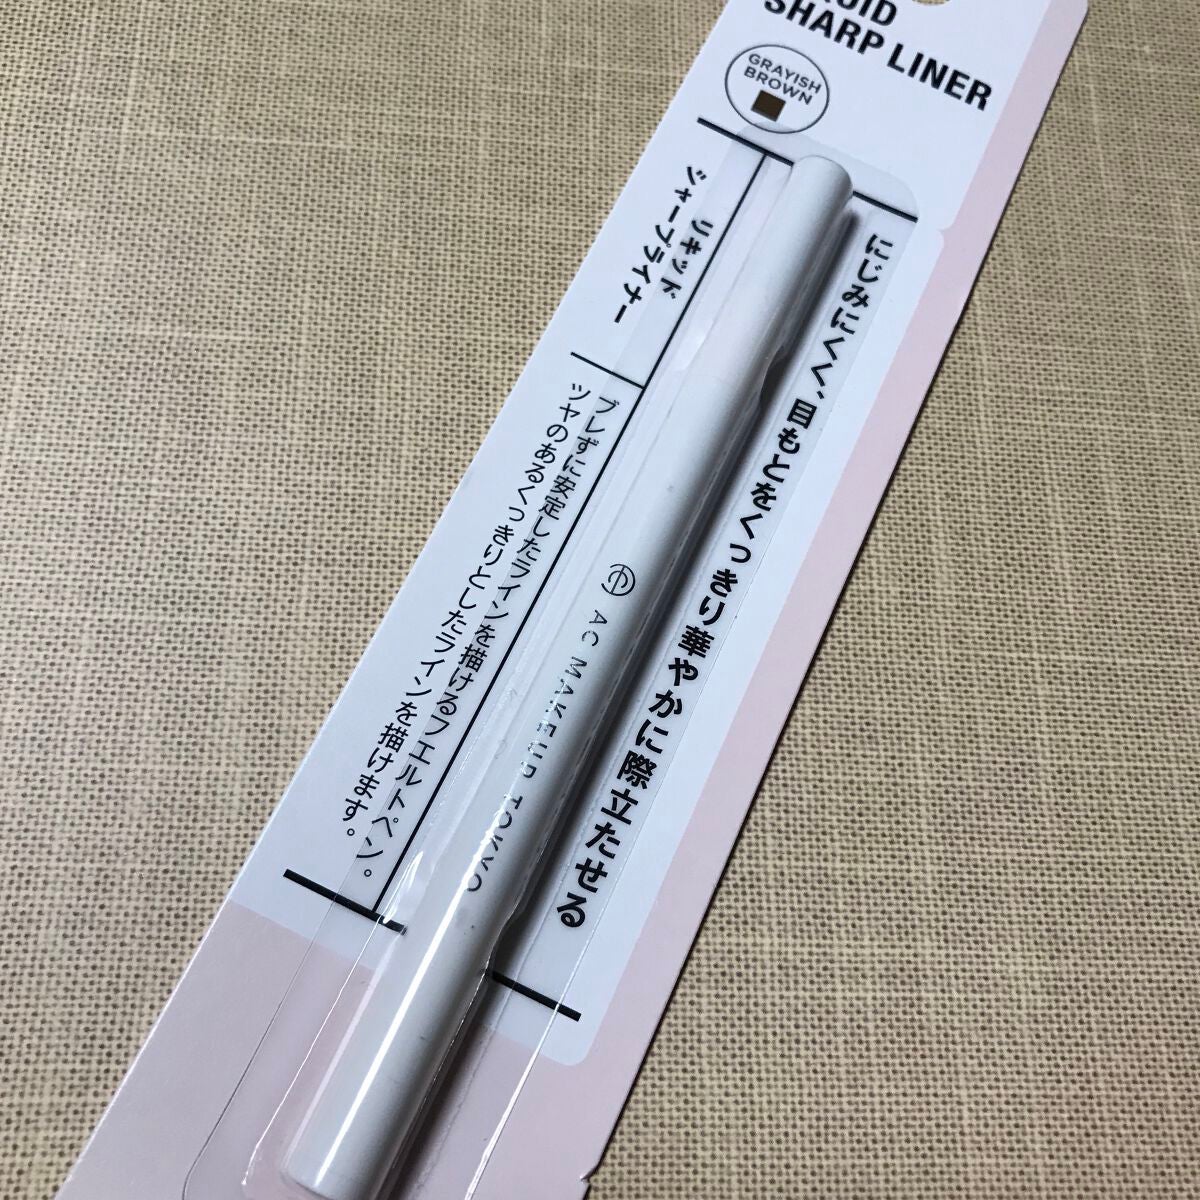 SHARP LINER
GRAYISH
BROWN
にじみにくく、目もとをくっきり華やかに際立たせる
リキッド
シャープライナー
ブレずに安定したラインを描けるフエルトペン。
ツヤのあるくっきりとしたラインを描けます。
AC MAKEUP TOKYO